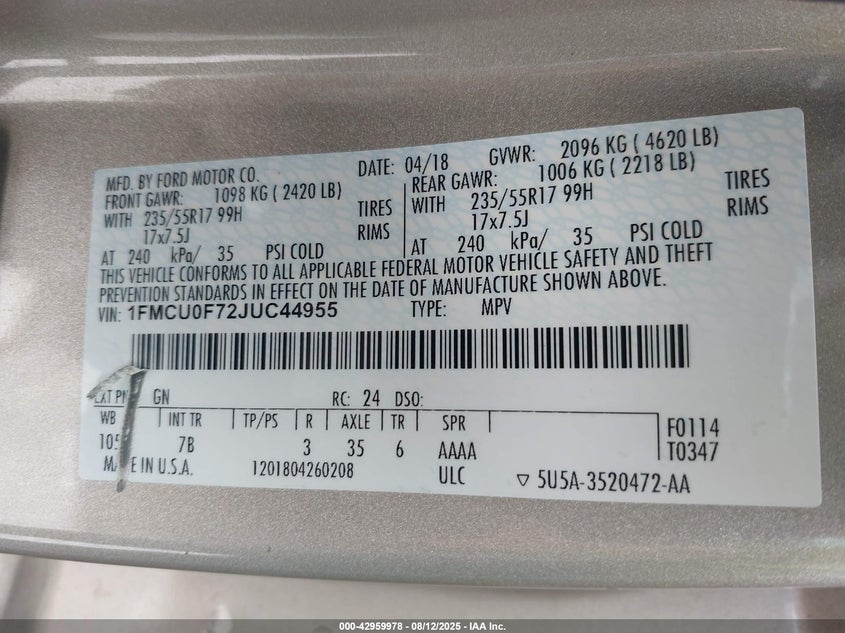 MFD. BY FORD MOTOR CO. DATE: 04/18 GVWR: 2096 KG ( 4620 LB)
FRONT GAWR: 1098 KG ( 2420 LB) REAR GAWR: 1006 KG ( 2218 LB)
WITH 235/55R17 99H TIRES WITH 235/55R17 99H TIRES
17x7.5J RIMS 17x7.5J RIMS
AT 240 kPa/ 35 PSI COLD AT 240 kPa/ 35 PSI COLD
THIS VEHICLE CONFORMS TO ALL APPLICABLE FEDERAL MOTOR VEHICLE SAFETY AND THEFT
PREVENTION STANDARDS IN EFFECT ON THE DATE OF MANUFACTURE SHOWN ABOVE.
VIN: 1FMCU0F72JUC44955 TYPE: MPV
GN RC: 24 DSO:
WB INT TR TP/PS R AXLE TR SPR F0114
7B 3 35 6 AAAA T0347
IN U.S.A. 1201804260208 ULC ▽ 5U5A-3520472-AA
000-42959978 - 08/12/2025 - IAA Inc.